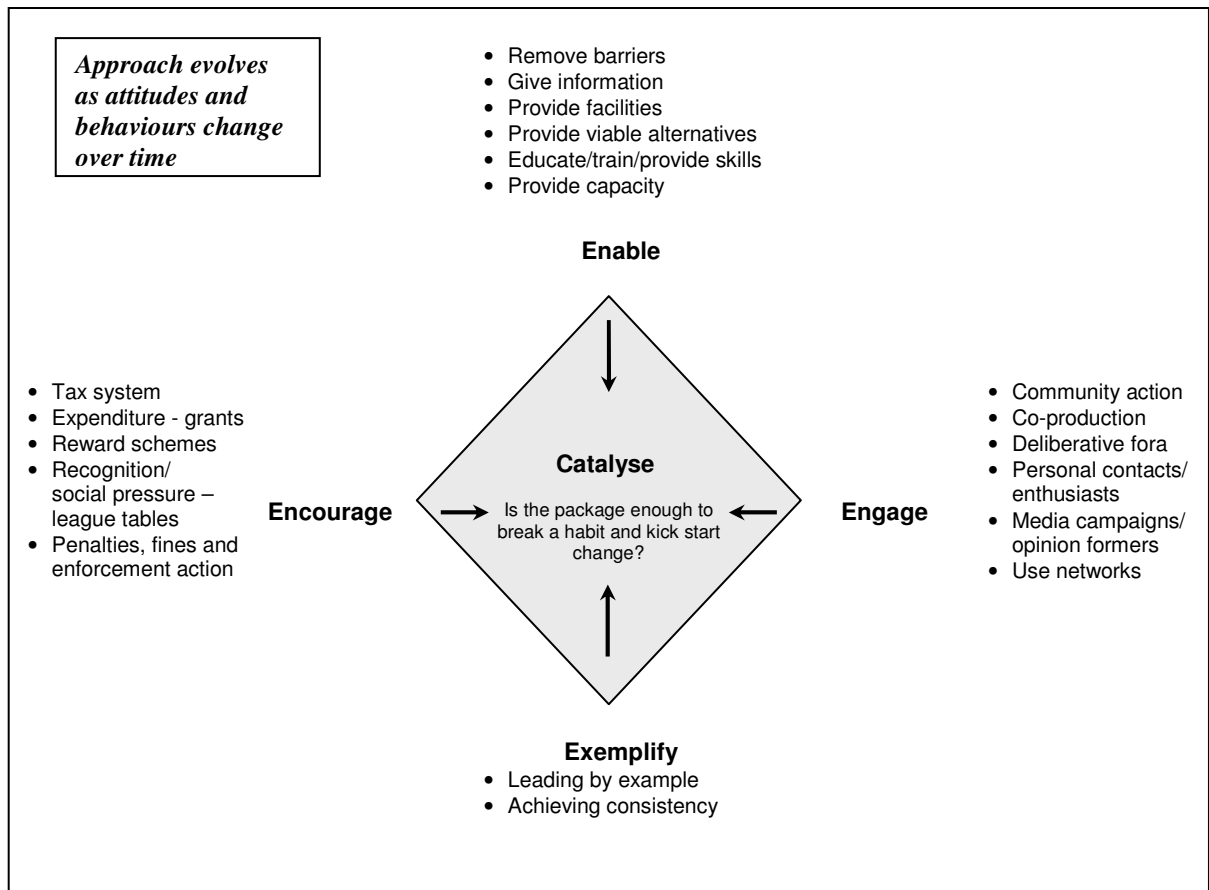 Approach evolves
as attitudes and
behaviours change
over time
• Remove barriers
• Give information
• Provide facilities
• Provide viable alternatives
• Educate/train/provide skills
• Provide capacity
Enable
• Tax system
• Expenditure - grants
• Reward schemes
• Recognition/
social pressure –
league tables
• Penalties, fines and
enforcement action
Encourage
Catalyse
Is the package enough to
break a habit and kick start
change?
Engage
• Community action
• Co-production
• Deliberative fora
• Personal contacts/
enthusiasts
• Media campaigns/
opinion formers
• Use networks
Exemplify
• Leading by example
• Achieving consistency